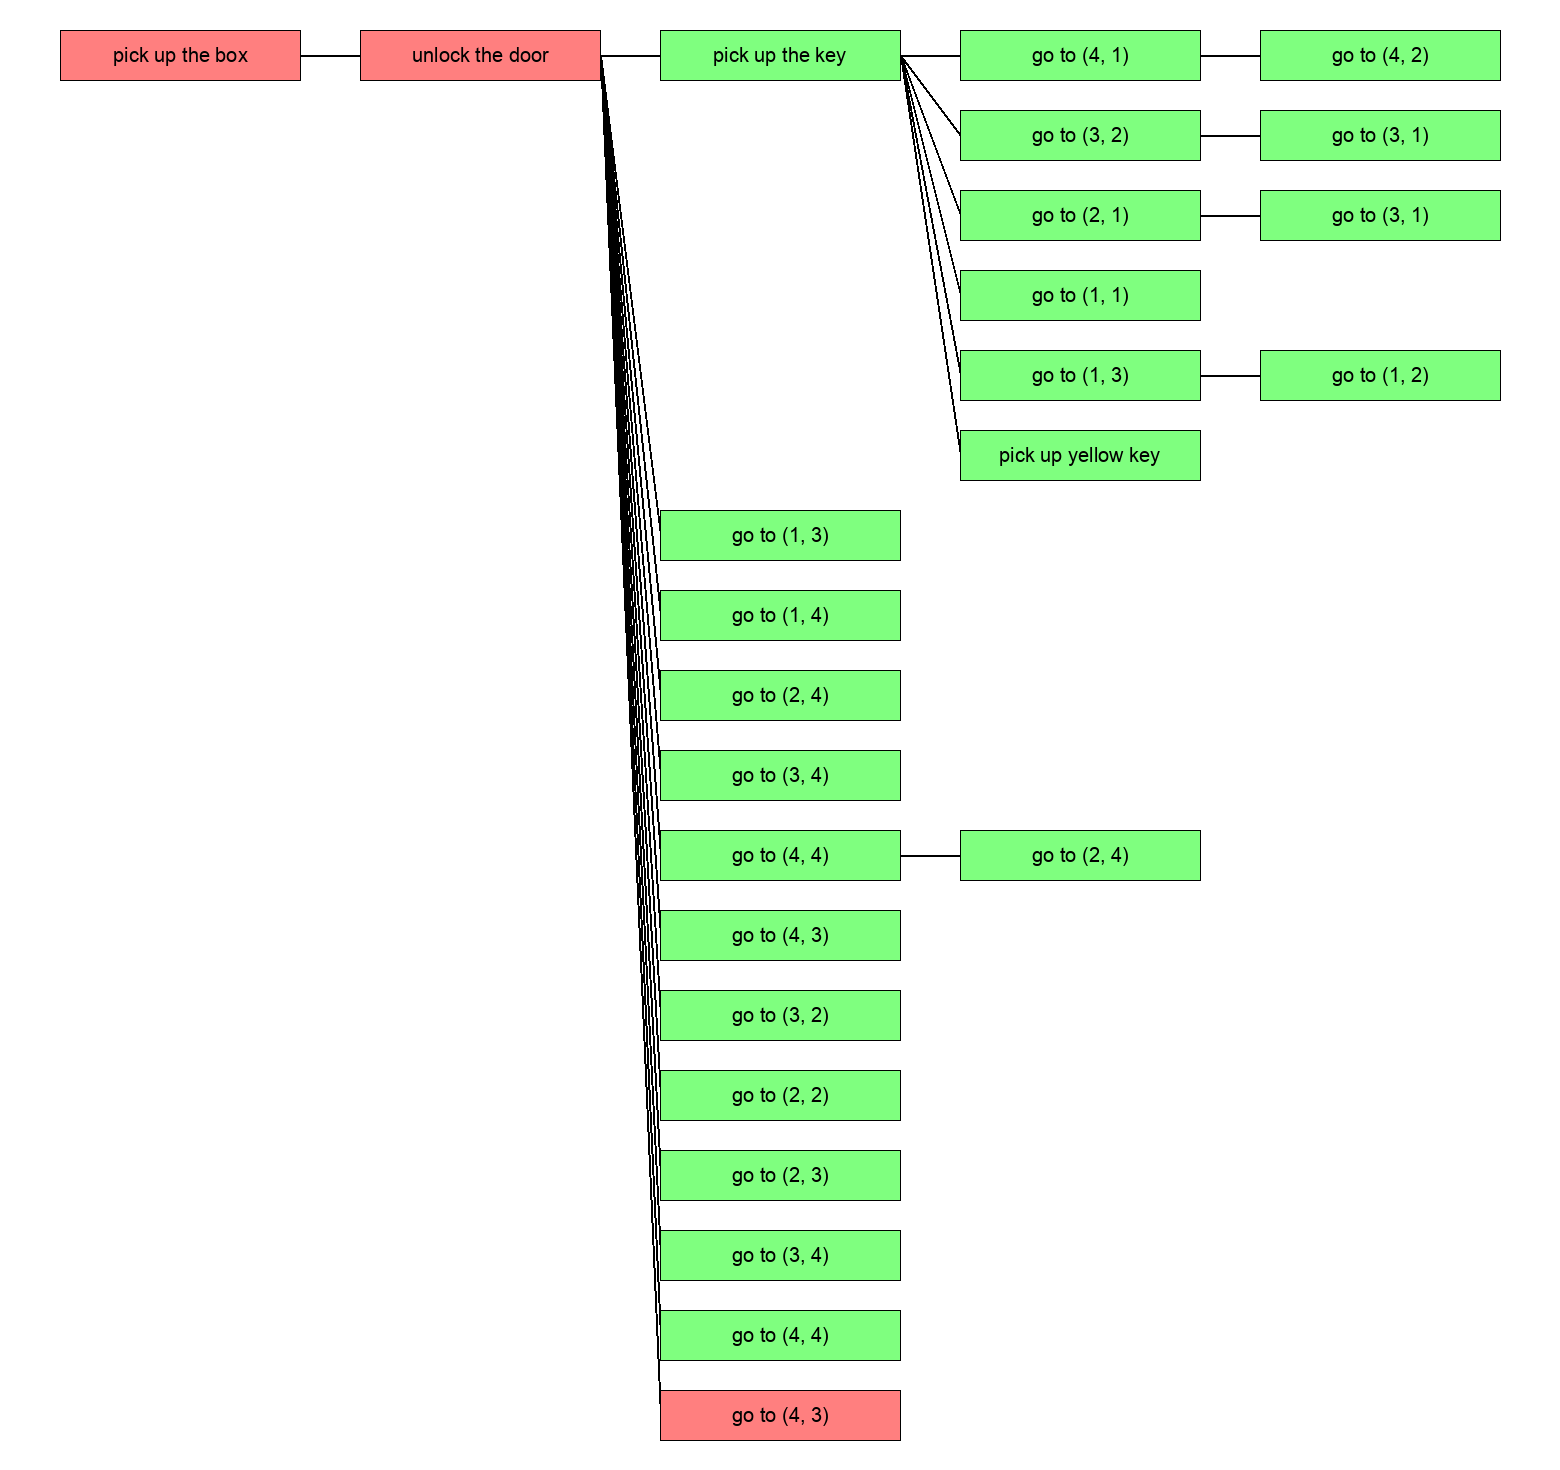 pick up the box
unlock the door
pick up the key
go to (4, 1)
go to (4, 2)
go to (3, 2)
go to (3, 1)
go to (2, 1)
go to (3, 1)
go to (1, 1)
go to (1, 3)
go to (1, 2)
pick up yellow key
go to (1, 3)
go to (1, 4)
go to (2, 4)
go to (3, 4)
go to (4, 4)
go to (2, 4)
go to (4, 3)
go to (3, 2)
go to (2, 2)
go to (2, 3)
go to (3, 4)
go to (4, 4)
go to (4, 3)